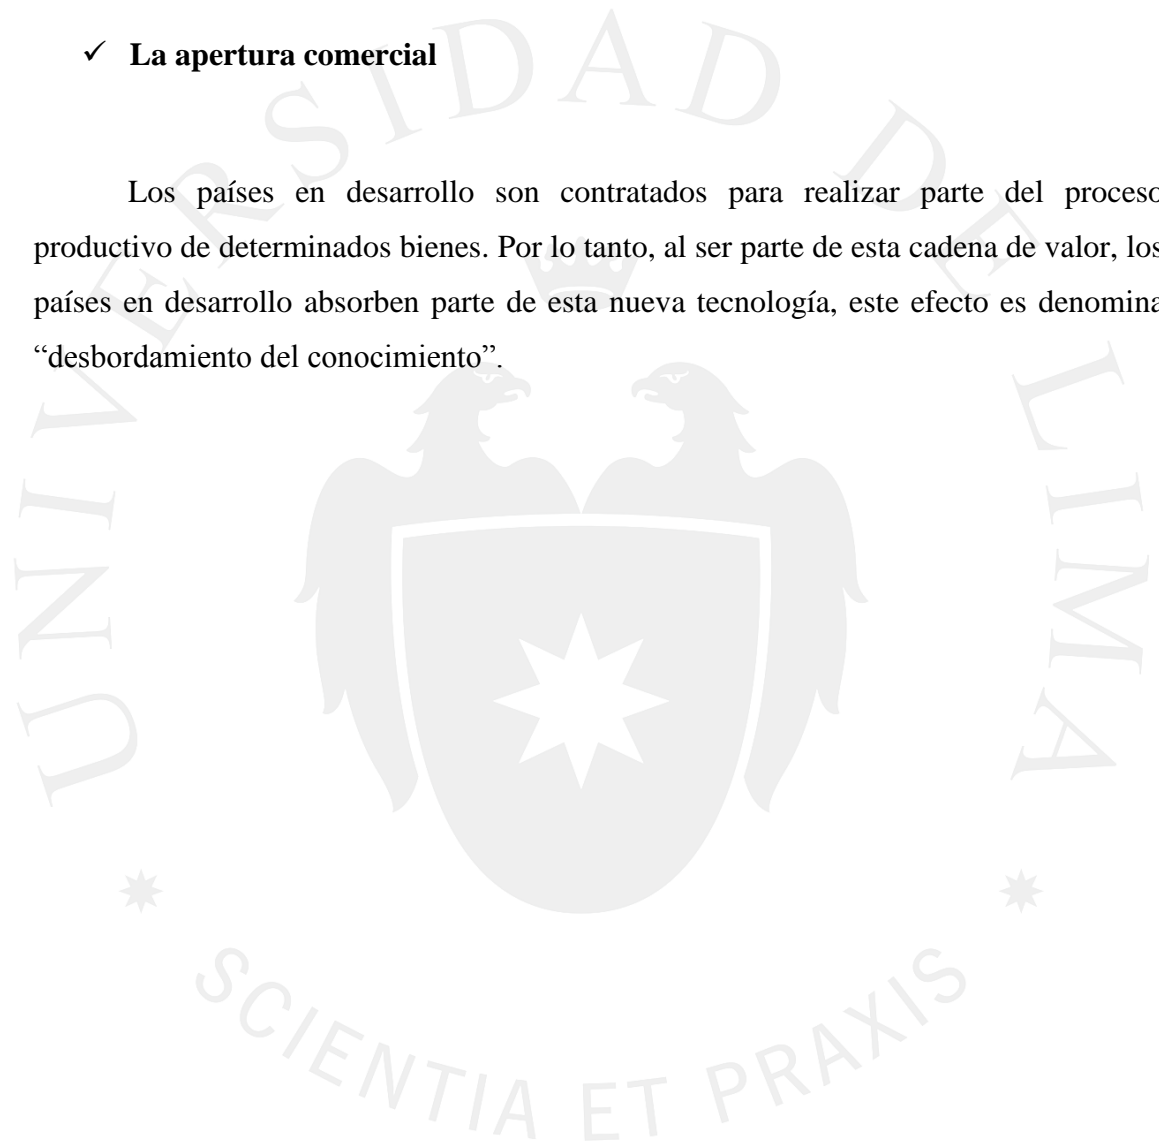 ✓ La apertura comercial
Los países en desarrollo son contratados para realizar parte del proceso
productivo de determinados bienes. Por lo tanto, al ser parte de esta cadena de valor, los
países en desarrollo absorben parte de esta nueva tecnología, este efecto es denomina
“desbordamiento del conocimiento”.
UNIVERSIDAD DE LIMA
SCIENTIA ET PRAXIS